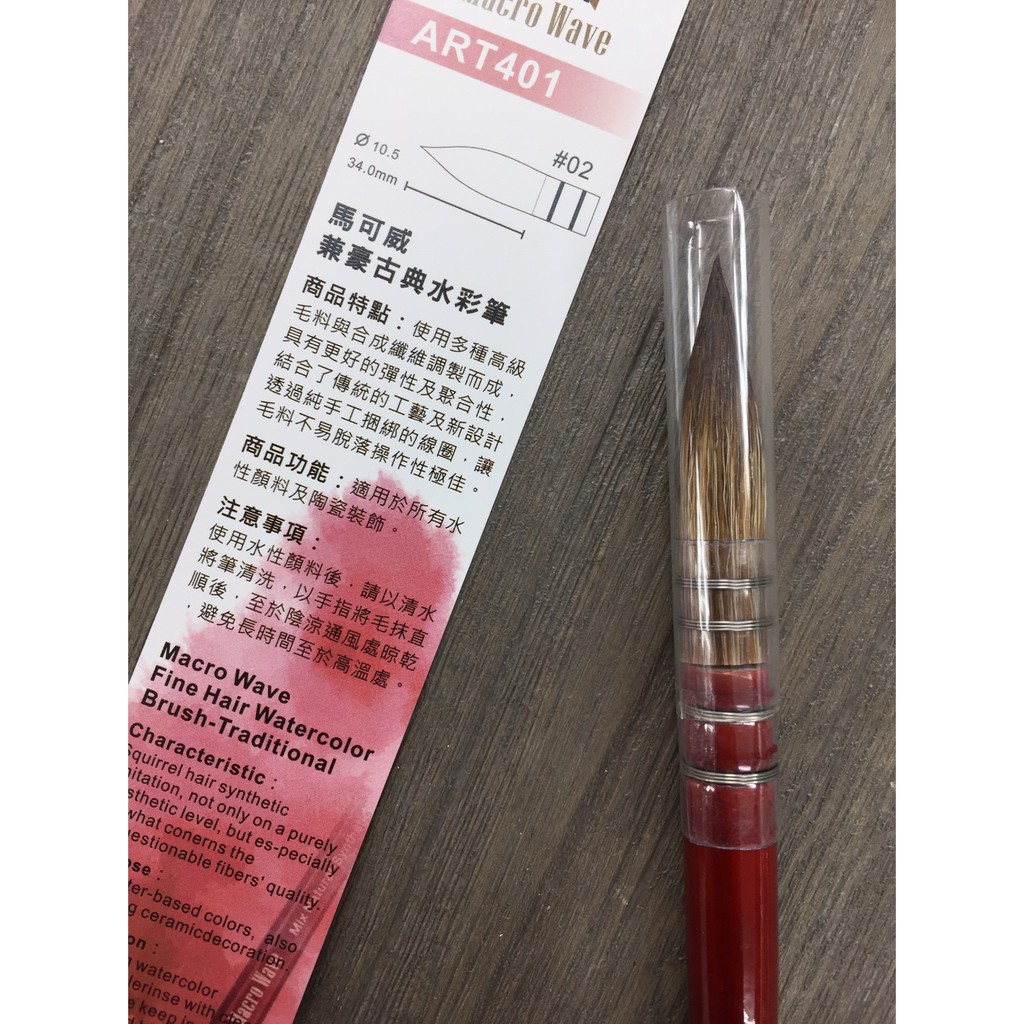 Macro Wave
ART401
Ø 10.5
34.0mm
#02
馬可威
兼豪古典水彩筆
商品特點：使用多種高級
毛料與合成纖維調製而成，
具有更好的彈性及聚合性，
結合了傳統的工藝及新設計
透過純手工捆綁的線圈，讓
毛料不易脫落操作性極佳。
商品功能：適用於所有水
性顏料及陶瓷裝飾。
注意事項：
使用水性顏料後，請以清水
將筆清洗，以手指將毛抹直
順後，至於陰涼通風處晾乾
，避免長時間至於高溫處。
Macro Wave
Fine Hair Watercolor
Brush-Traditional
Characteristic：
Squirrel hair synthetic
mitation, not only on a purely
sthetic level, but es-pecially
what conerns the
uestionable fibers' quality.
ose：
ter-based colors, also
g ceramicdecoration.
on：
watercolor
rinse with
keep in
Macro Wave